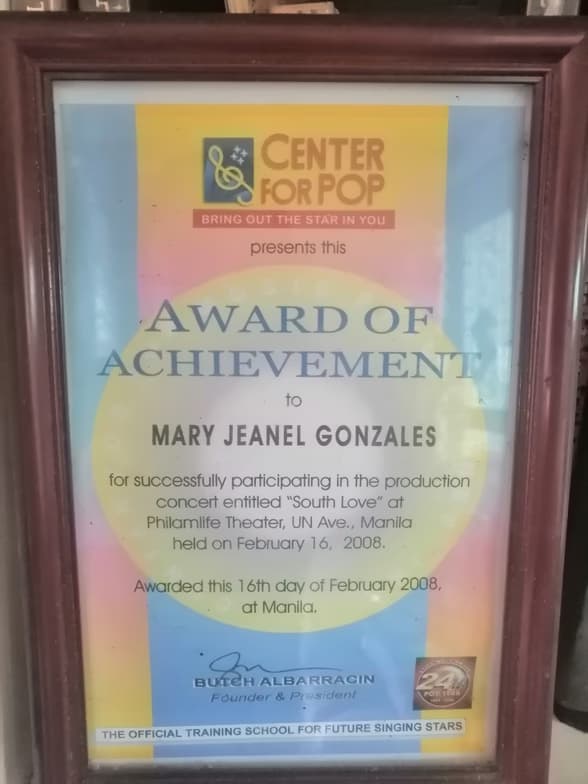 CENTER
FOR POP
BRING OUT THE STAR IN YOU
presents this
AWARD OF
ACHIEVEMENT
to
MARY JEANEL GONZALES
for successfully participating in the production
concert entitled “South Love” at
Philamlife Theater, UN Ave., Manila
held on February 16, 2008.
Awarded this 16th day of February 2008,
at Manila.
BUTCH ALBARRACIN
Founder & President
24
THE OFFICIAL TRAINING SCHOOL FOR FUTURE SINGING STARS